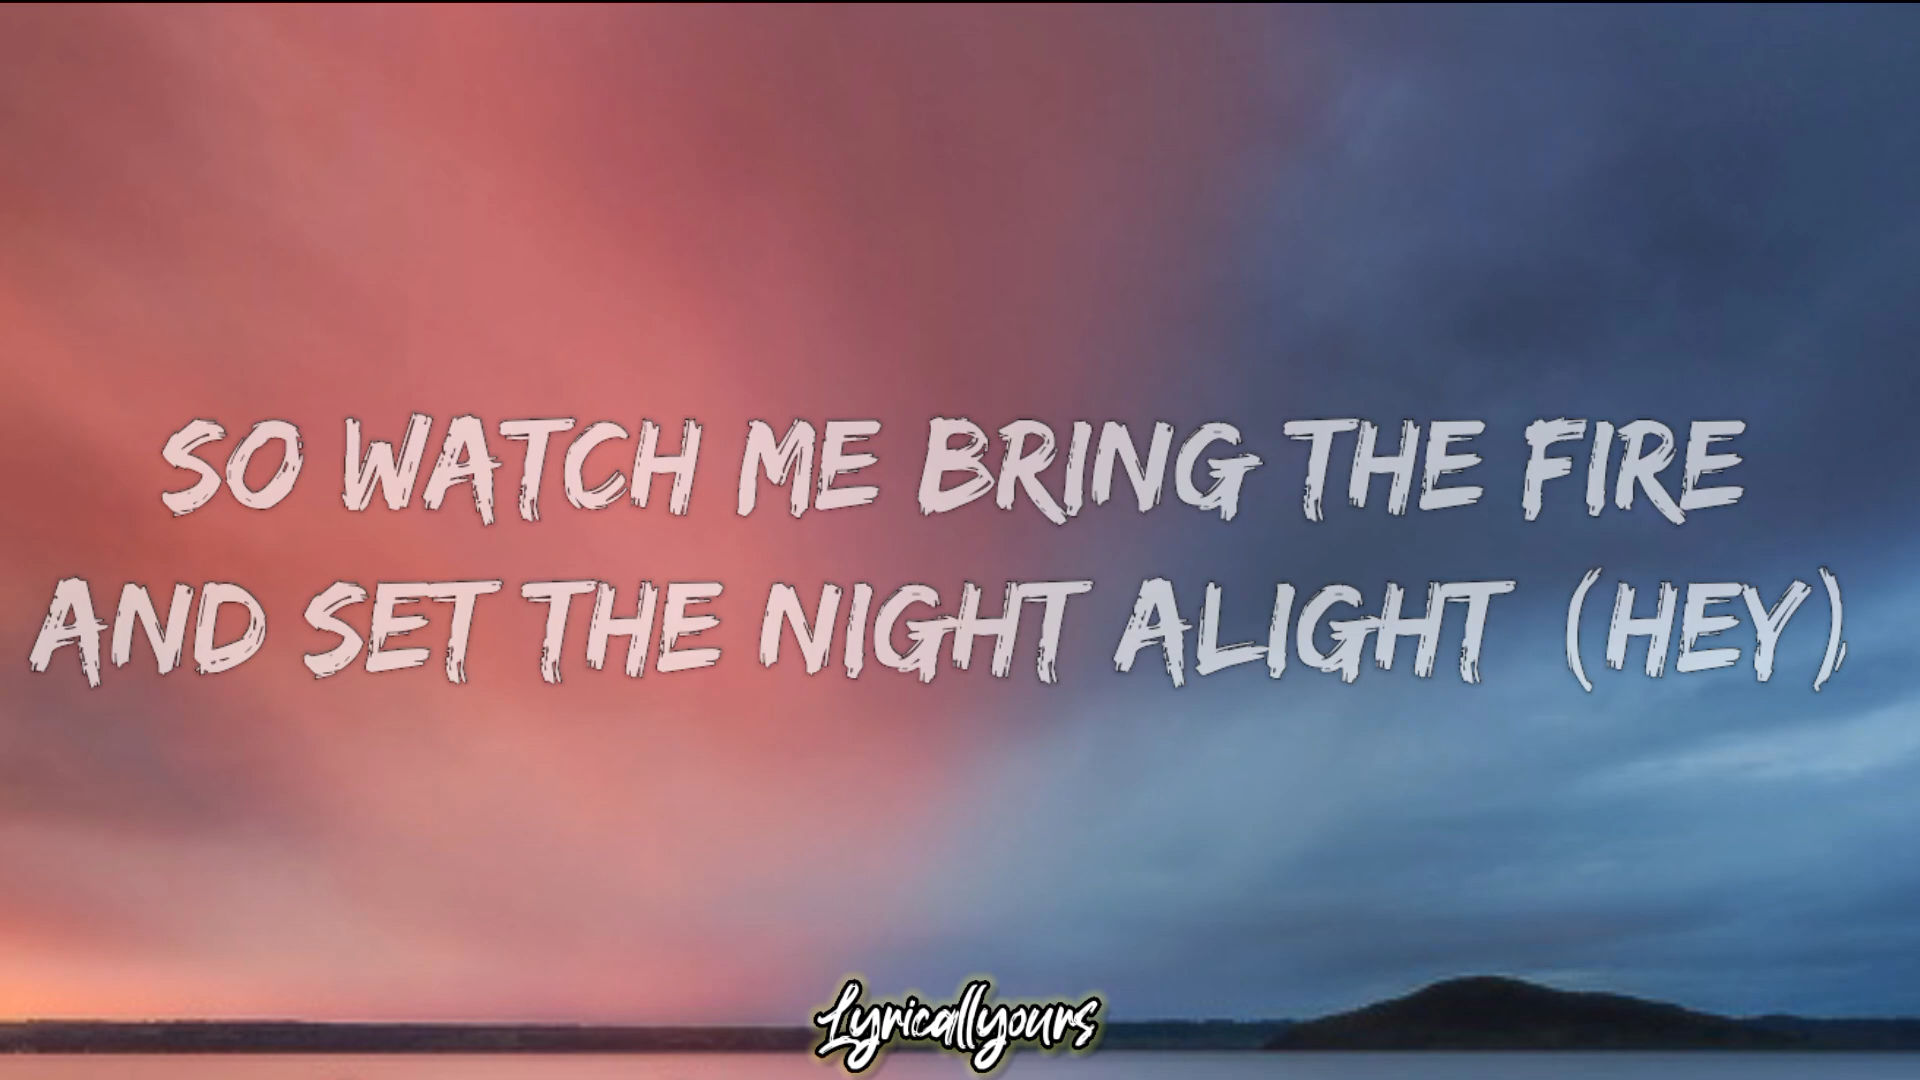 SO WATCH ME BRING THE FIRE
AND SET THE NIGHT ALIGHT (HEY)
Lyricallyours